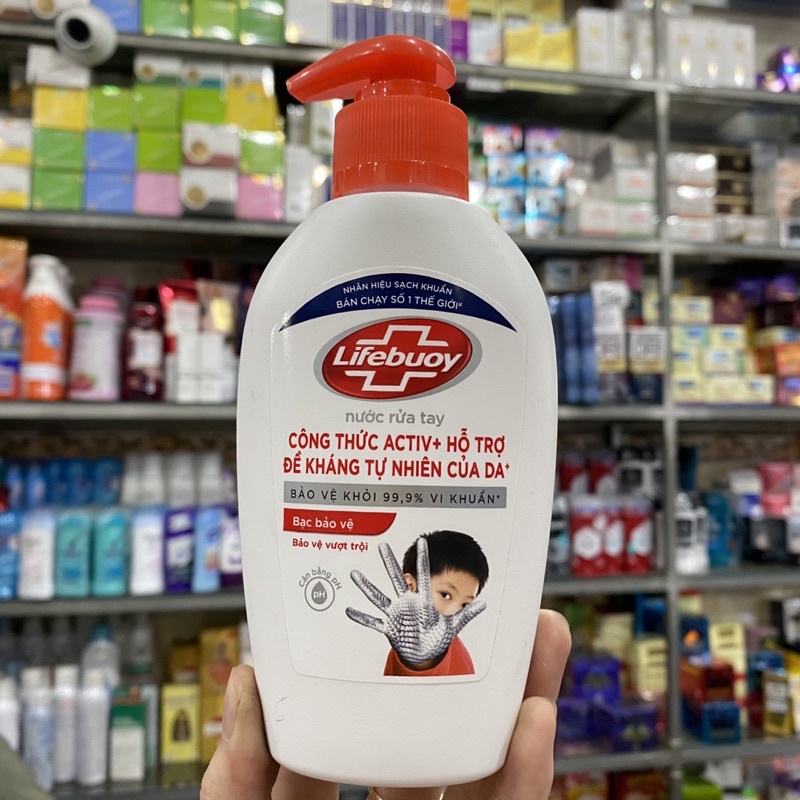 NHÃN HIỆU SẠCH KHUẨN
BÁN CHẠY SỐ 1 THẾ GIỚI#
Lifebuoy
nước rửa tay
CÔNG THỨC ACTIV+ HỖ TRỢ
ĐỀ KHÁNG TỰ NHIÊN CỦA DA+
BẢO VỆ KHỎI 99,9% VI KHUẨN*
Bạc bảo vệ
Bảo vệ vượt trội
Cân bằng pH
pH